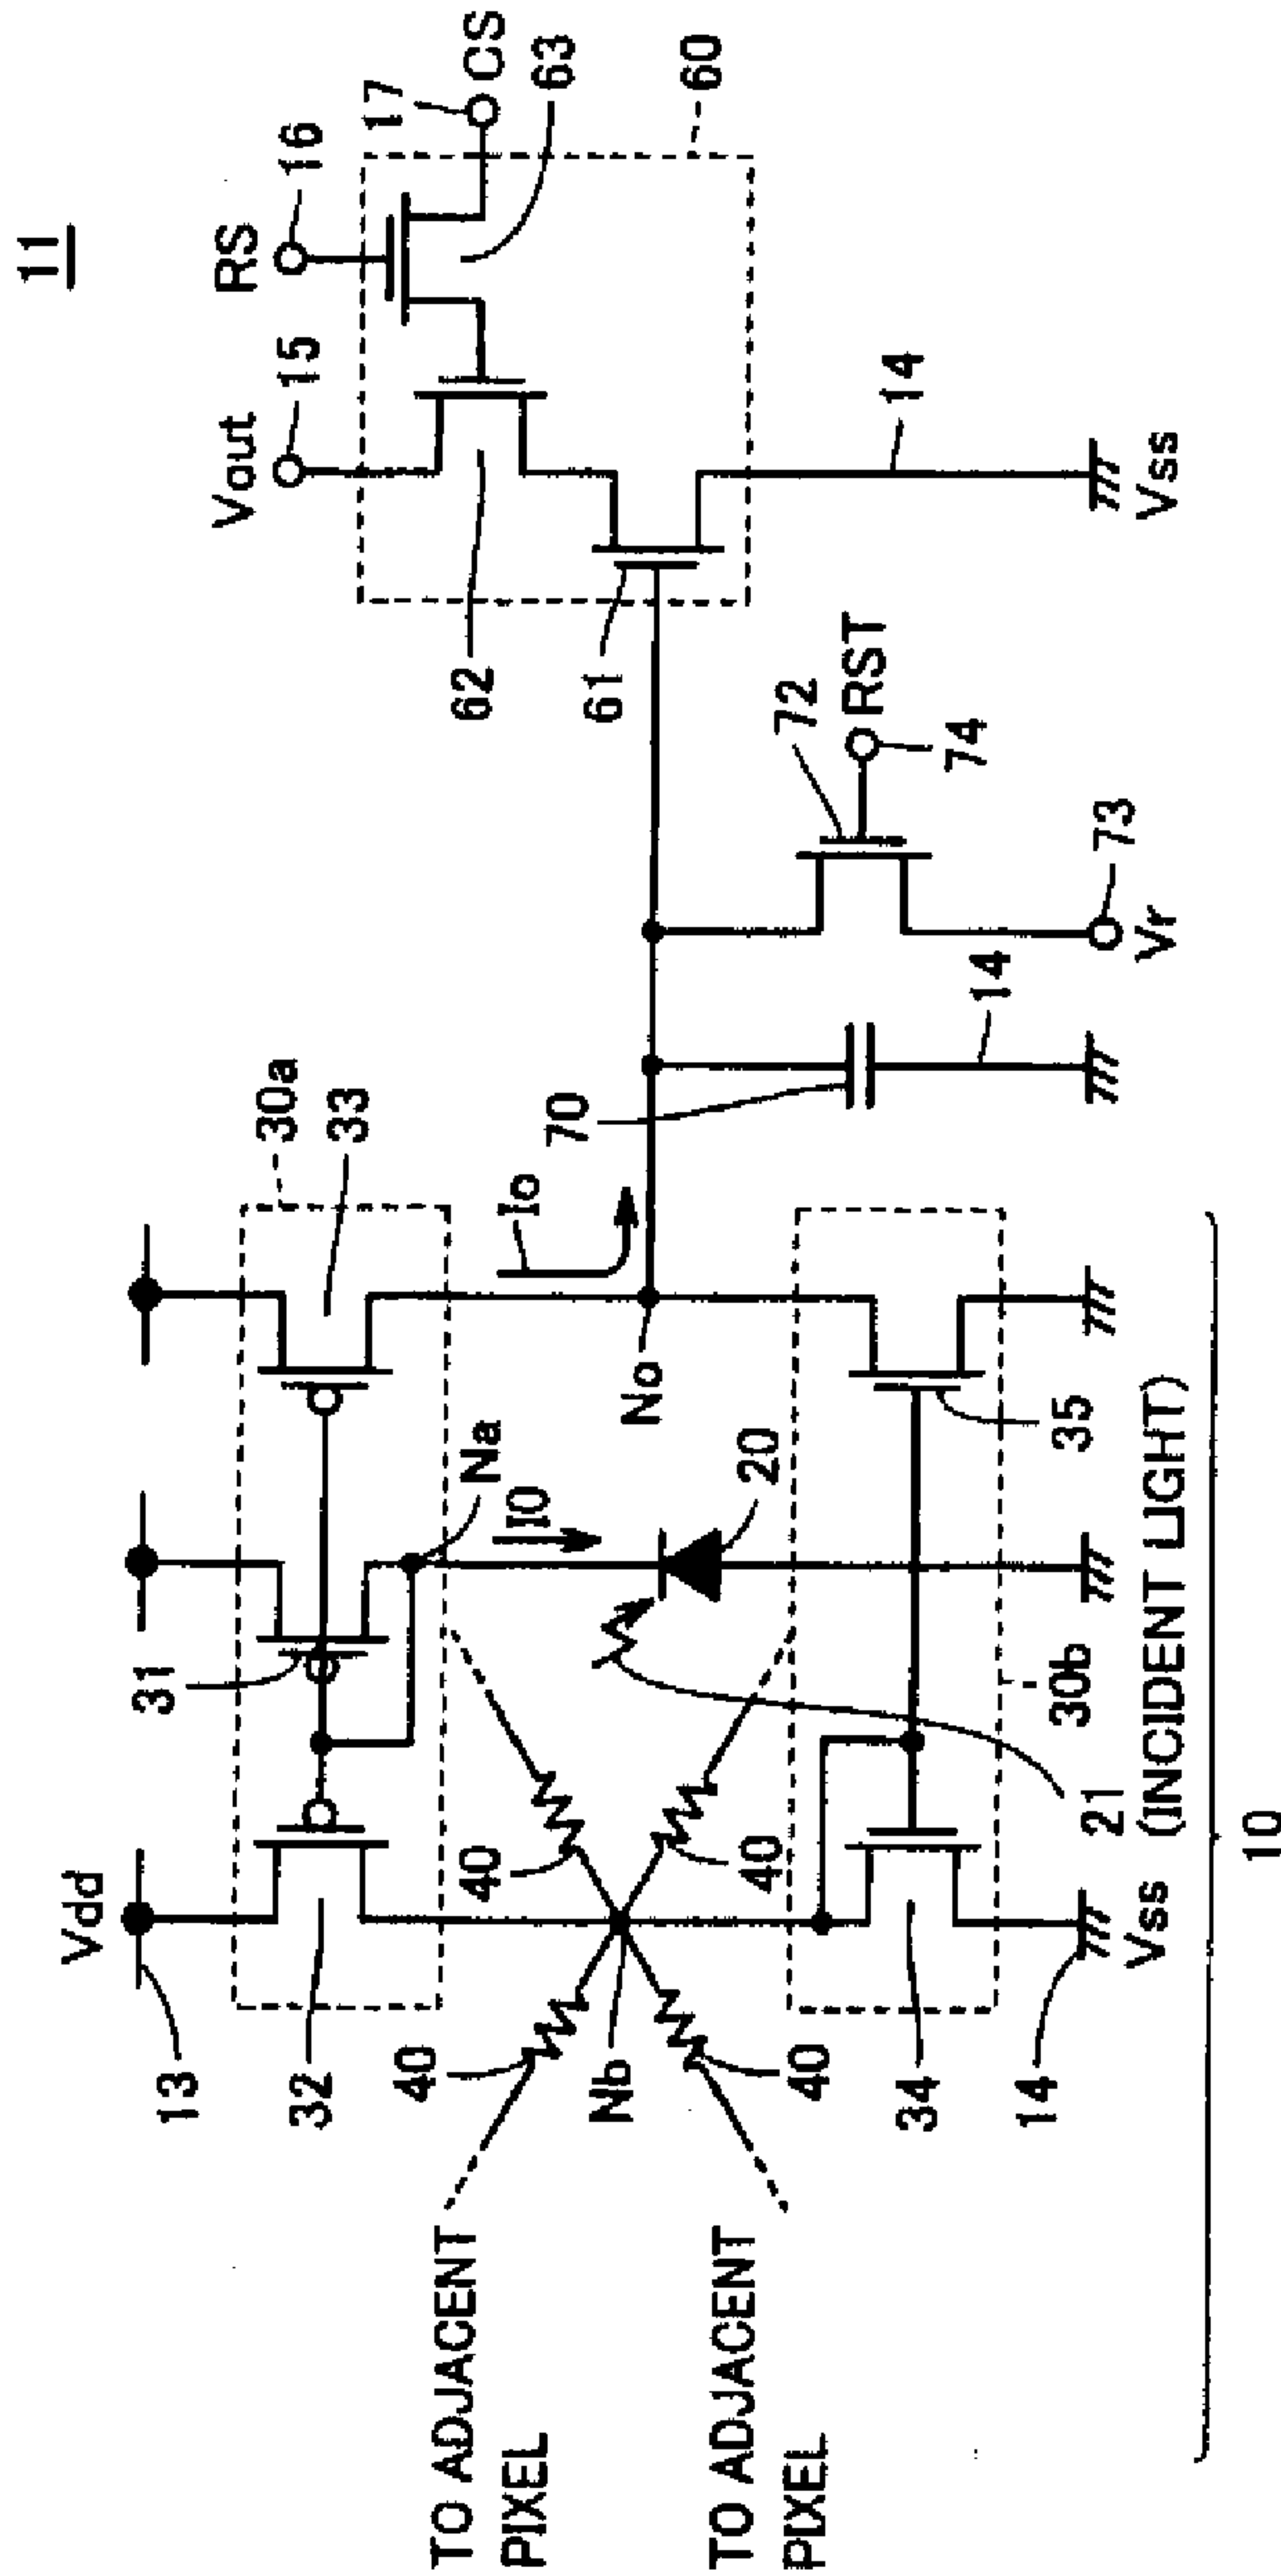 11
Vdd
13
32
31
30a
33
Na
Io
I0
No
20
40
40
40
40
Nb
TO ADJACENT
PIXEL
TO ADJACENT
PIXEL
34
14
Vss
21
(INCIDENT LIGHT)
30b
35
10
70
14
72
RST
74
73
Vr
Vout
15
RS
16
17
CS
63
60
62
61
14
Vss